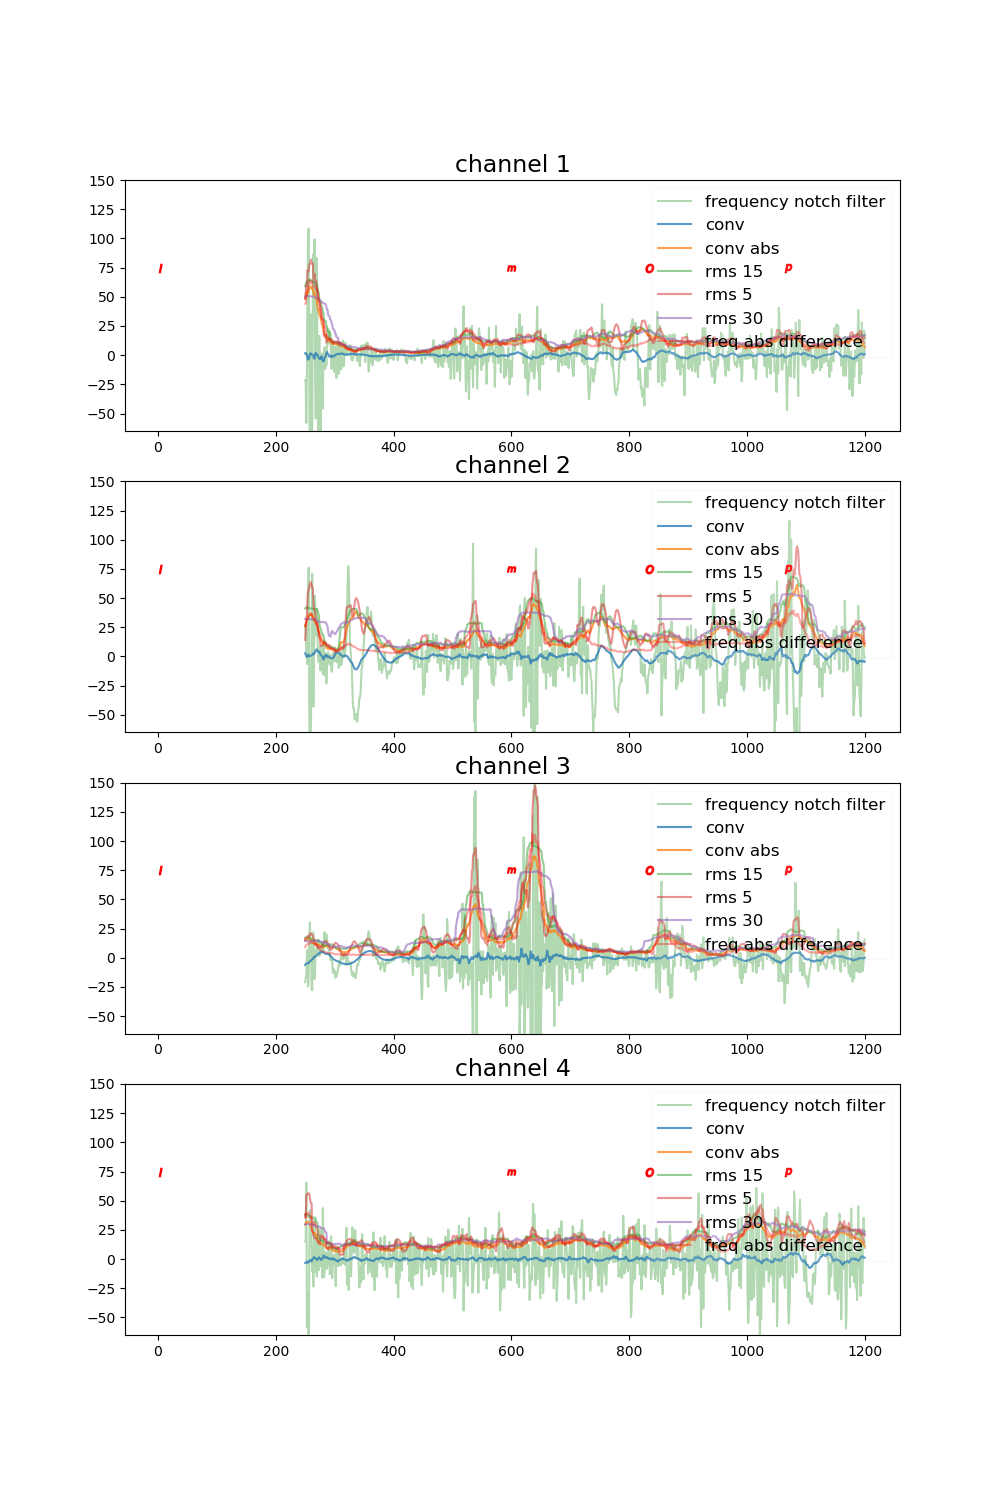 channel 1
150
125
100
75
50
25
0
−25
−50
frequency notch filter
conv
conv abs
rms 15
rms 5
rms 30
freq abs difference
l m o p
0 200 400 600 800 1000 1200
channel 2
150
125
100
75
50
25
0
−25
−50
frequency notch filter
conv
conv abs
rms 15
rms 5
rms 30
freq abs difference
l m o p
0 200 400 600 800 1000 1200
channel 3
150
125
100
75
50
25
0
−25
−50
frequency notch filter
conv
conv abs
rms 15
rms 5
rms 30
freq abs difference
l m o p
0 200 400 600 800 1000 1200
channel 4
150
125
100
75
50
25
0
−25
−50
frequency notch filter
conv
conv abs
rms 15
rms 5
rms 30
freq abs difference
l m o p
0 200 400 600 800 1000 1200